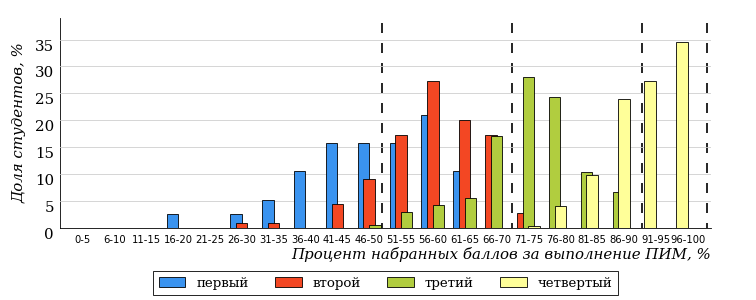 Доля студентов, %
35
30
25
20
15
10
5
0
0-5 6-10 11-15 16-20 21-25 26-30 31-35 36-40 41-45 46-50 51-55 56-60 61-65 66-70 71-75 76-80 81-85 86-90 91-95 96-100
Процент набранных баллов за выполнение ПИМ, %
первый второй третий четвертый